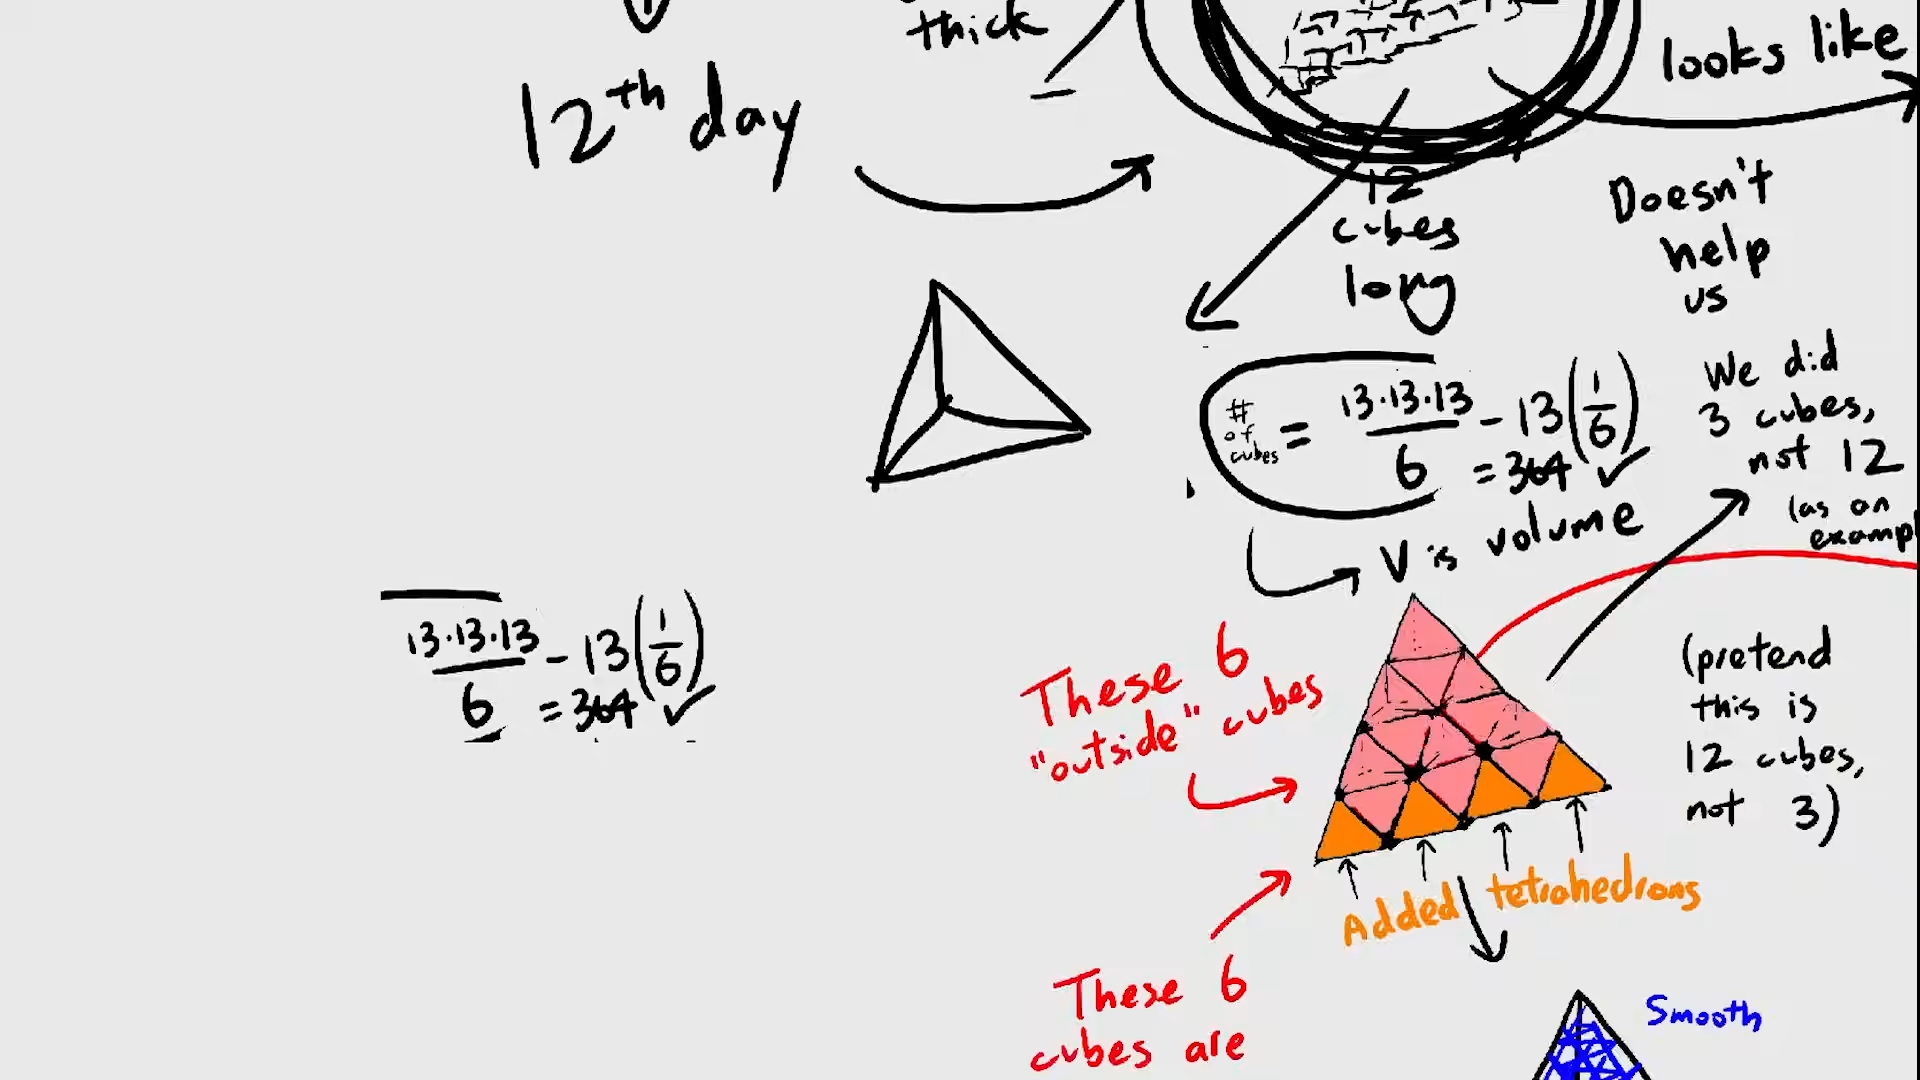 thick
12th day
looks like
12
cubes
long
Doesn't
help
us
# of cubes = 13·13·13/6 - 13(1/6)
= 364 ✓
V is volume
We did
3 cubes,
not 12
(as an
exampl
13·13·13/6 - 13(1/6)
= 364 ✓
These 6
"outside" cubes
(pretend
this is
12 cubes,
not 3)
Added tetrahedrons
These 6
cubes are
Smooth